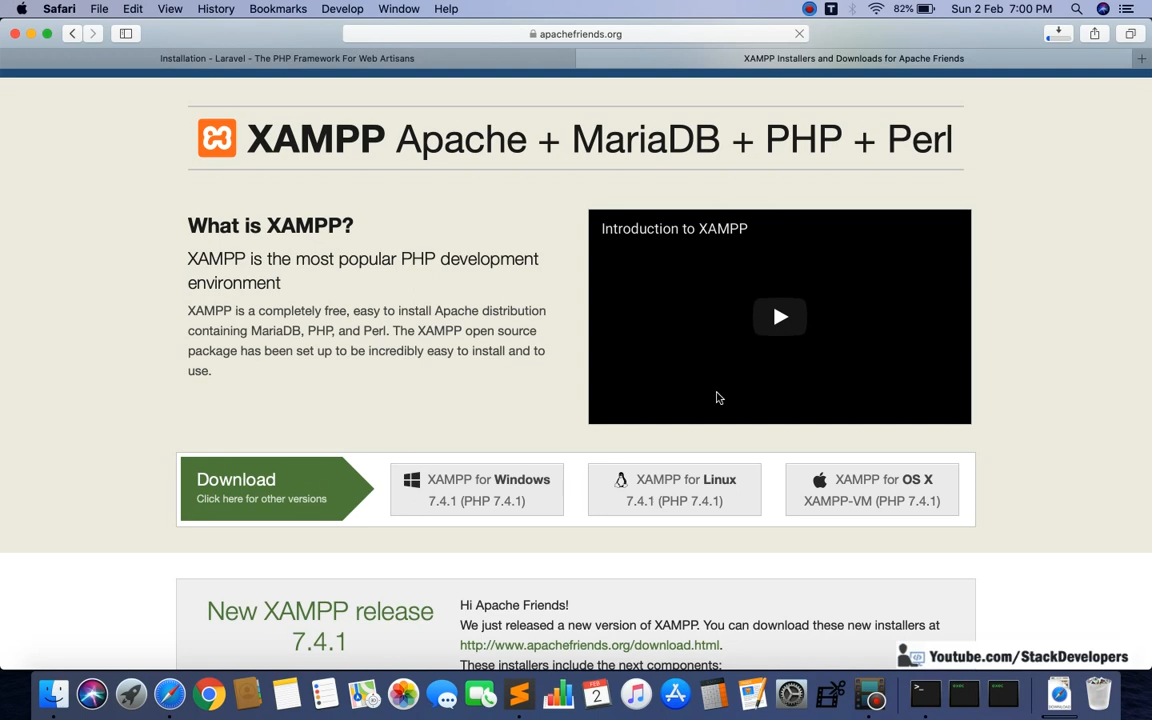 Safari File Edit View History Bookmarks Develop Window Help 82% Sun 2 Feb 7:00 PM
apachefriends.org
Installation - Laravel - The PHP Framework For Web Artisans XAMPP Installers and Downloads for Apache Friends
XAMPP Apache + MariaDB + PHP + Perl
What is XAMPP?
XAMPP is the most popular PHP development
environment
XAMPP is a completely free, easy to install Apache distribution
containing MariaDB, PHP, and Perl. The XAMPP open source
package has been set up to be incredibly easy to install and to
use.
Introduction to XAMPP
Download
Click here for other versions
XAMPP for Windows
7.4.1 (PHP 7.4.1)
XAMPP for Linux
7.4.1 (PHP 7.4.1)
XAMPP for OS X
XAMPP-VM (PHP 7.4.1)
New XAMPP release
7.4.1
Hi Apache Friends!
We just released a new version of XAMPP. You can download these new installers at
http://www.apachefriends.org/download.html.
These installers include the next components:
Youtube.com/StackDevelopers